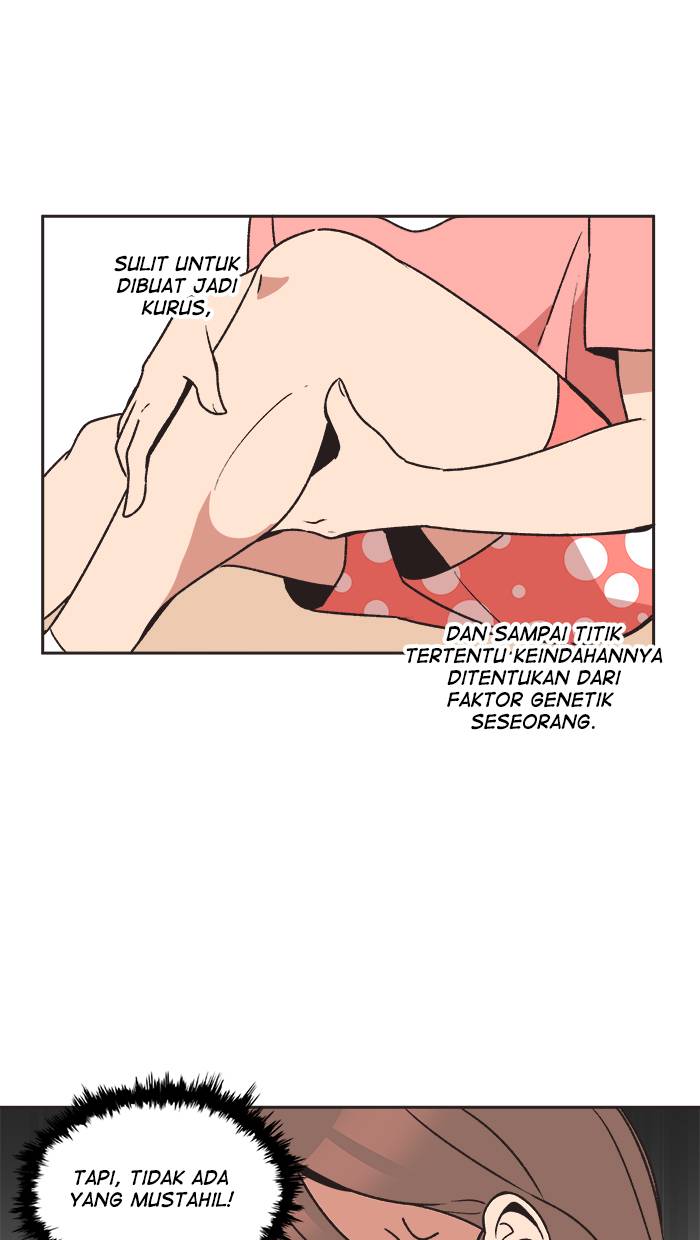 SULIT UNTUK
DIBUAT JADI
KURUS,
DAN SAMPAI TITIK
TERTENTU KEINDAHANNYA
DITENTUKAN DARI
FAKTOR GENETIK
SESEORANG.
TAPI, TIDAK ADA
YANG MUSTAHIL!